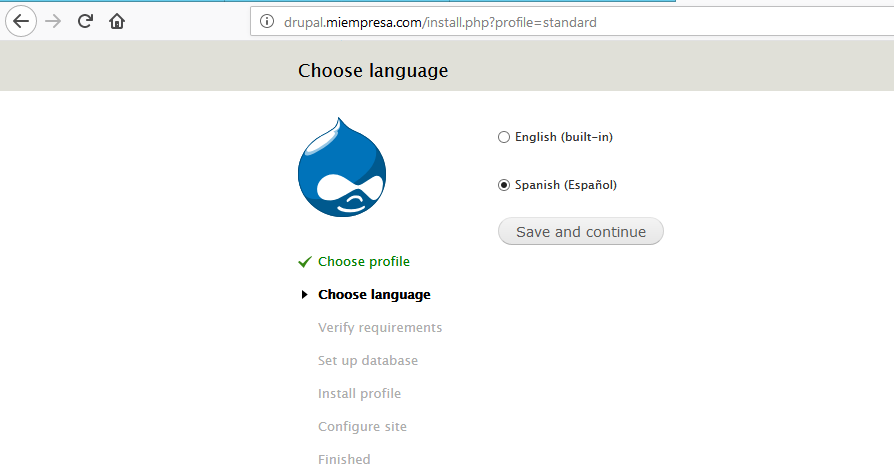 drupal.miempresa.com/install.php?profile=standard
Choose language
English (built-in)
Spanish (Español)
Save and continue
Choose profile
Choose language
Verify requirements
Set up database
Install profile
Configure site
Finished